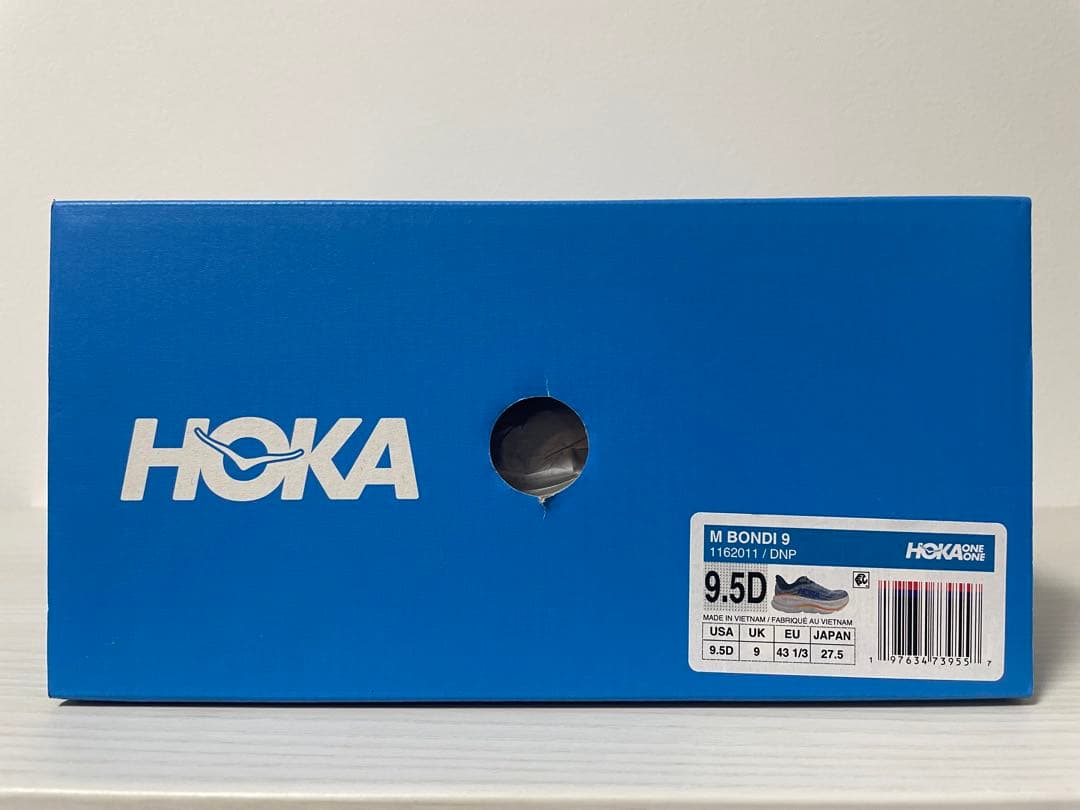 HOKA
M BONDI 9
1162011 / DNP
HOKA ONE ONE
9.5D
MADE IN VIETNAM / FABRIQUÉ AU VIETNAM
USA UK EU JAPAN
9.5D 9 43 1/3 27.5
1 97634 73955 7